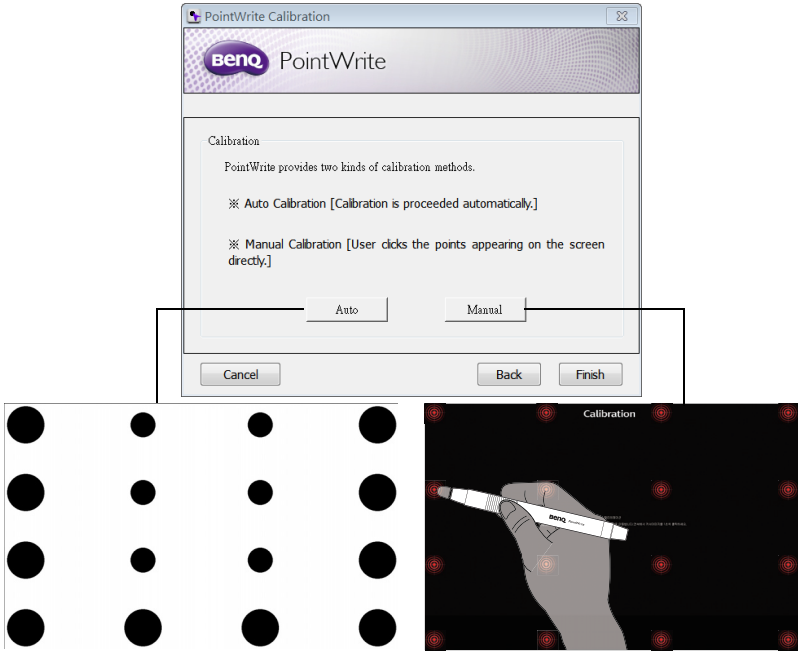 PointWrite Calibration
BenQ PointWrite
Calibration
PointWrite provides two kinds of calibration methods.
※ Auto Calibration [Calibration is proceeded automatically.]
※ Manual Calibration [User clicks the points appearing on the screen
directly.]
Auto
Manual
Cancel
Back
Finish
Calibration
BenQ